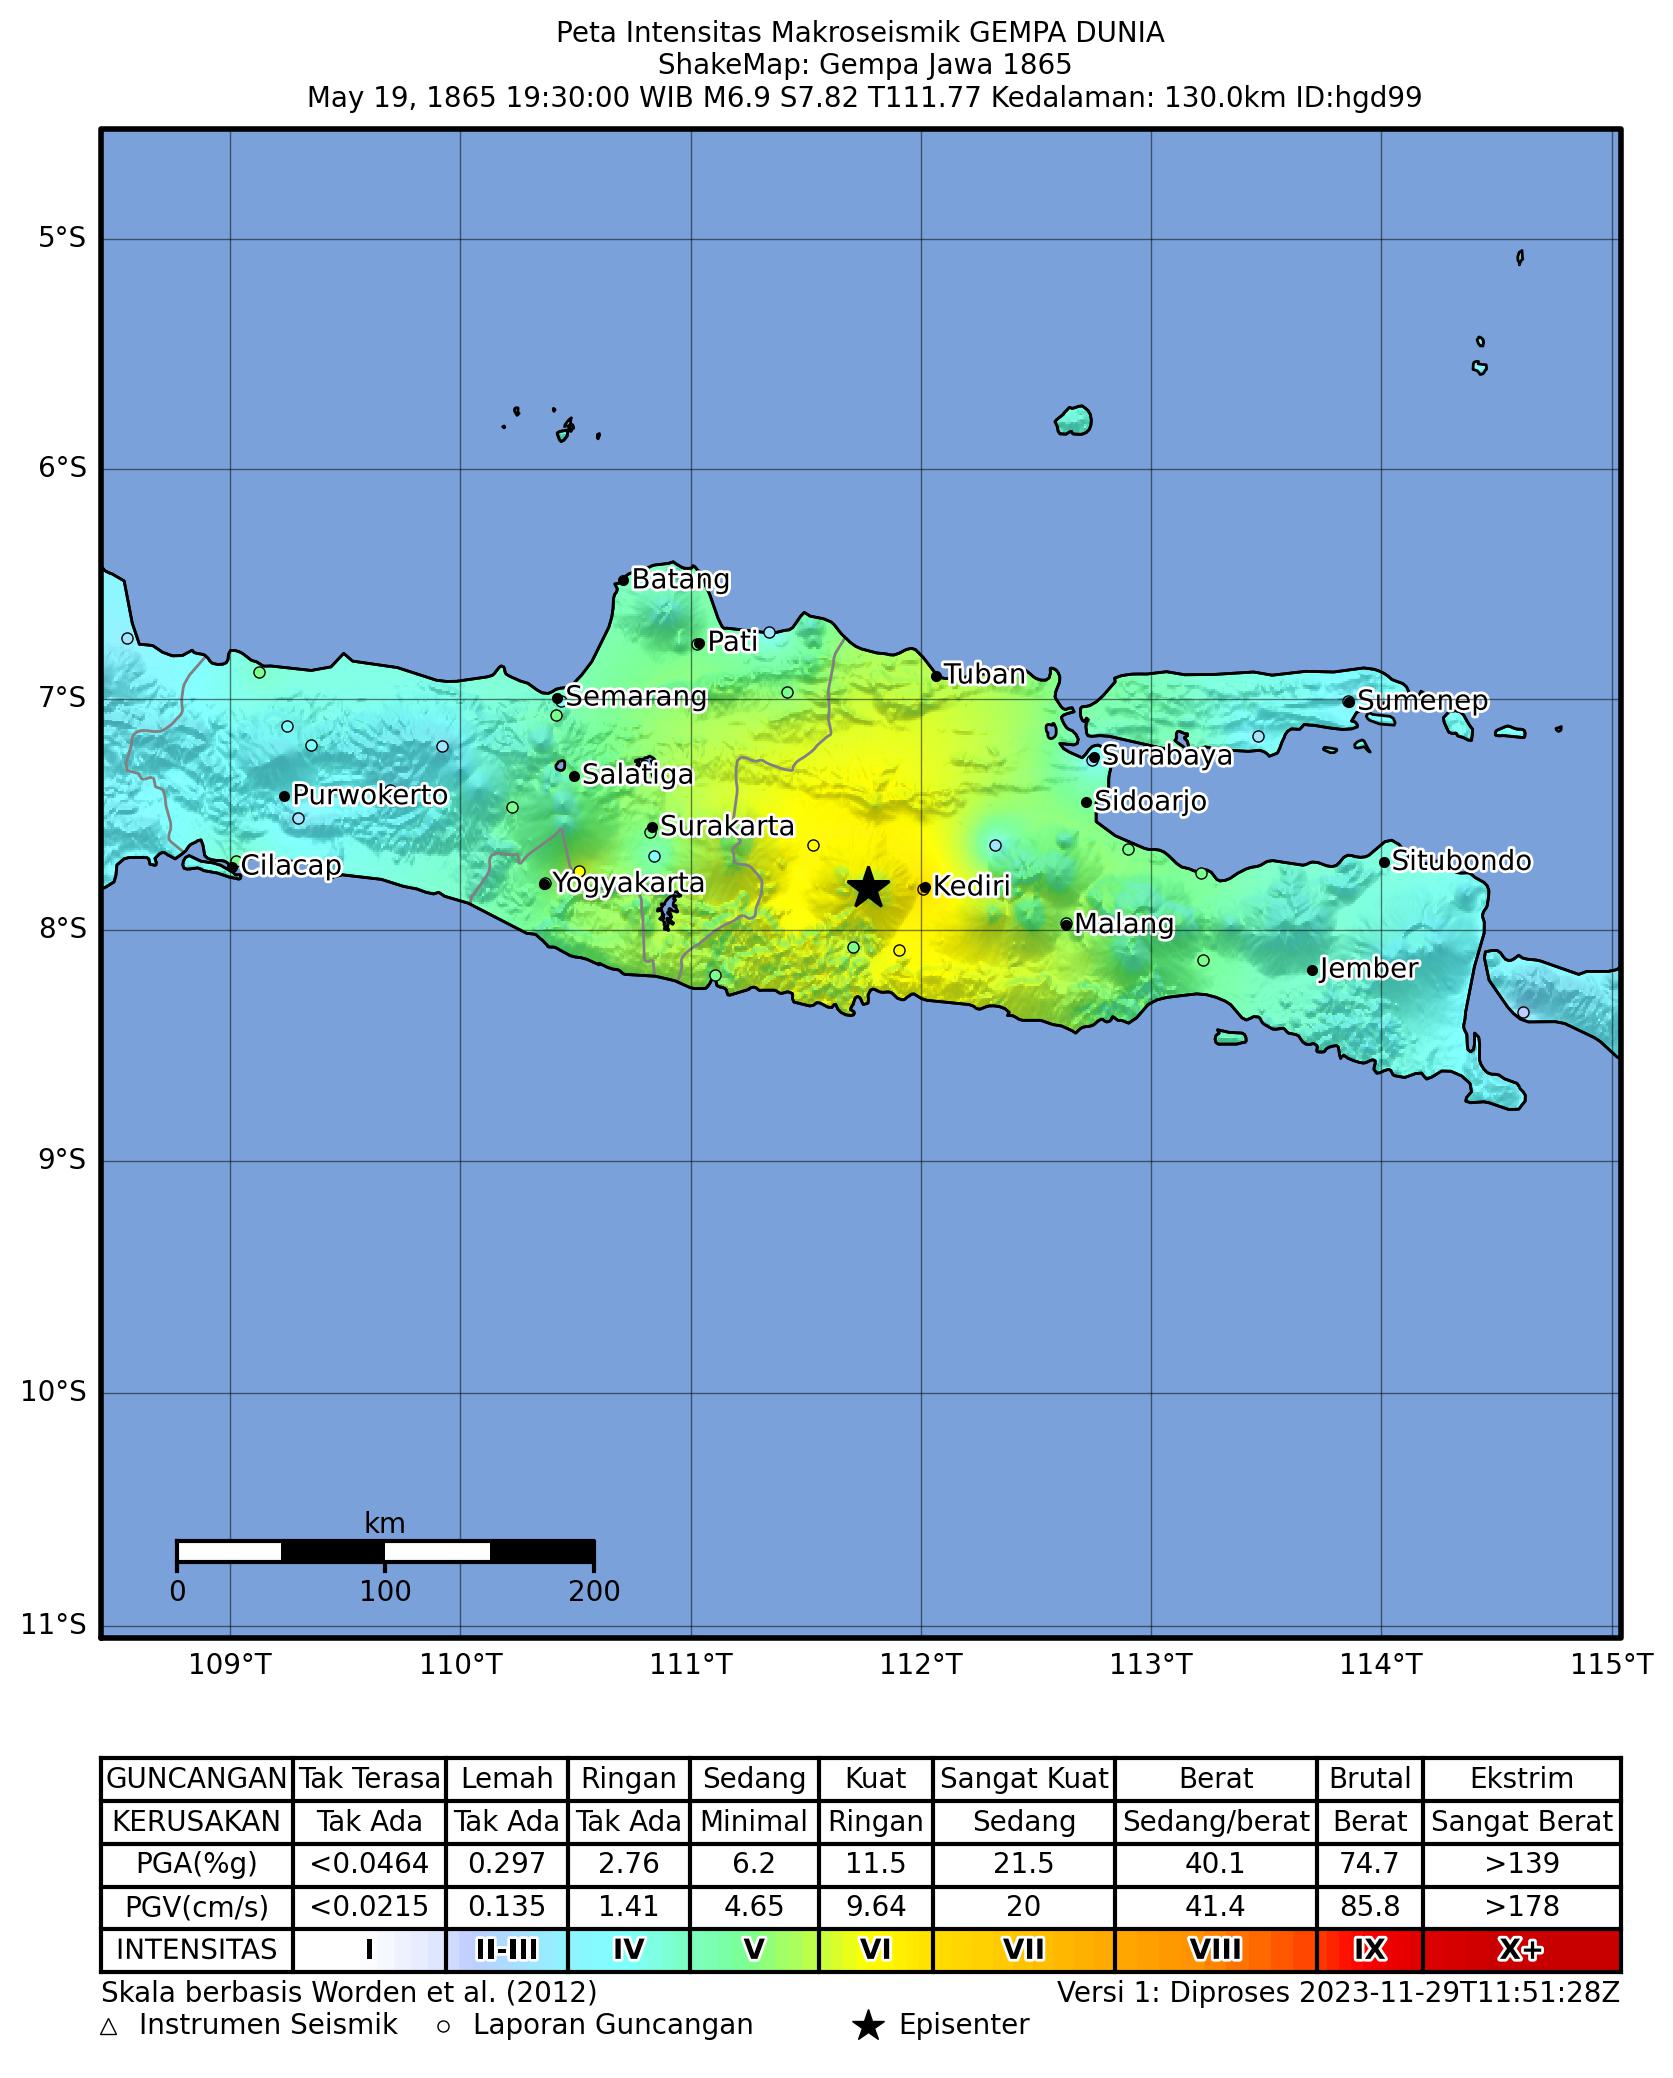 Peta Intensitas Makroseismik GEMPA DUNIA
ShakeMap: Gempa Jawa 1865
May 19, 1865 19:30:00 WIB M6.9 S7.82 T111.77 Kedalaman: 130.0km ID:hgd99
5°S
6°S
Batang
Pati
Tuban
7°S
Semarang
Sumenep
Surabaya
Salatiga
Purwokerto
Sidoarjo
Surakarta
Cilacap
Situbondo
Yogyakarta
Kediri
8°S
Malang
Jember
9°S
10°S
km
0 100 200
11°S
109°T 110°T 111°T 112°T 113°T 114°T 115°T
GUNCANGAN Tak Terasa Lemah Ringan Sedang Kuat Sangat Kuat Berat Brutal Ekstrim
KERUSAKAN Tak Ada Tak Ada Tak Ada Minimal Ringan Sedang Sedang/berat Berat Sangat Berat
PGA(%g) <0.0464 0.297 2.76 6.2 11.5 21.5 40.1 74.7 >139
PGV(cm/s) <0.0215 0.135 1.41 4.65 9.64 20 41.4 85.8 >178
INTENSITAS I II-III IV V VI VII VIII IX X+
Skala berbasis Worden et al. (2012) Versi 1: Diproses 2023-11-29T11:51:28Z
Instrumen Seismik Laporan Guncangan Episenter